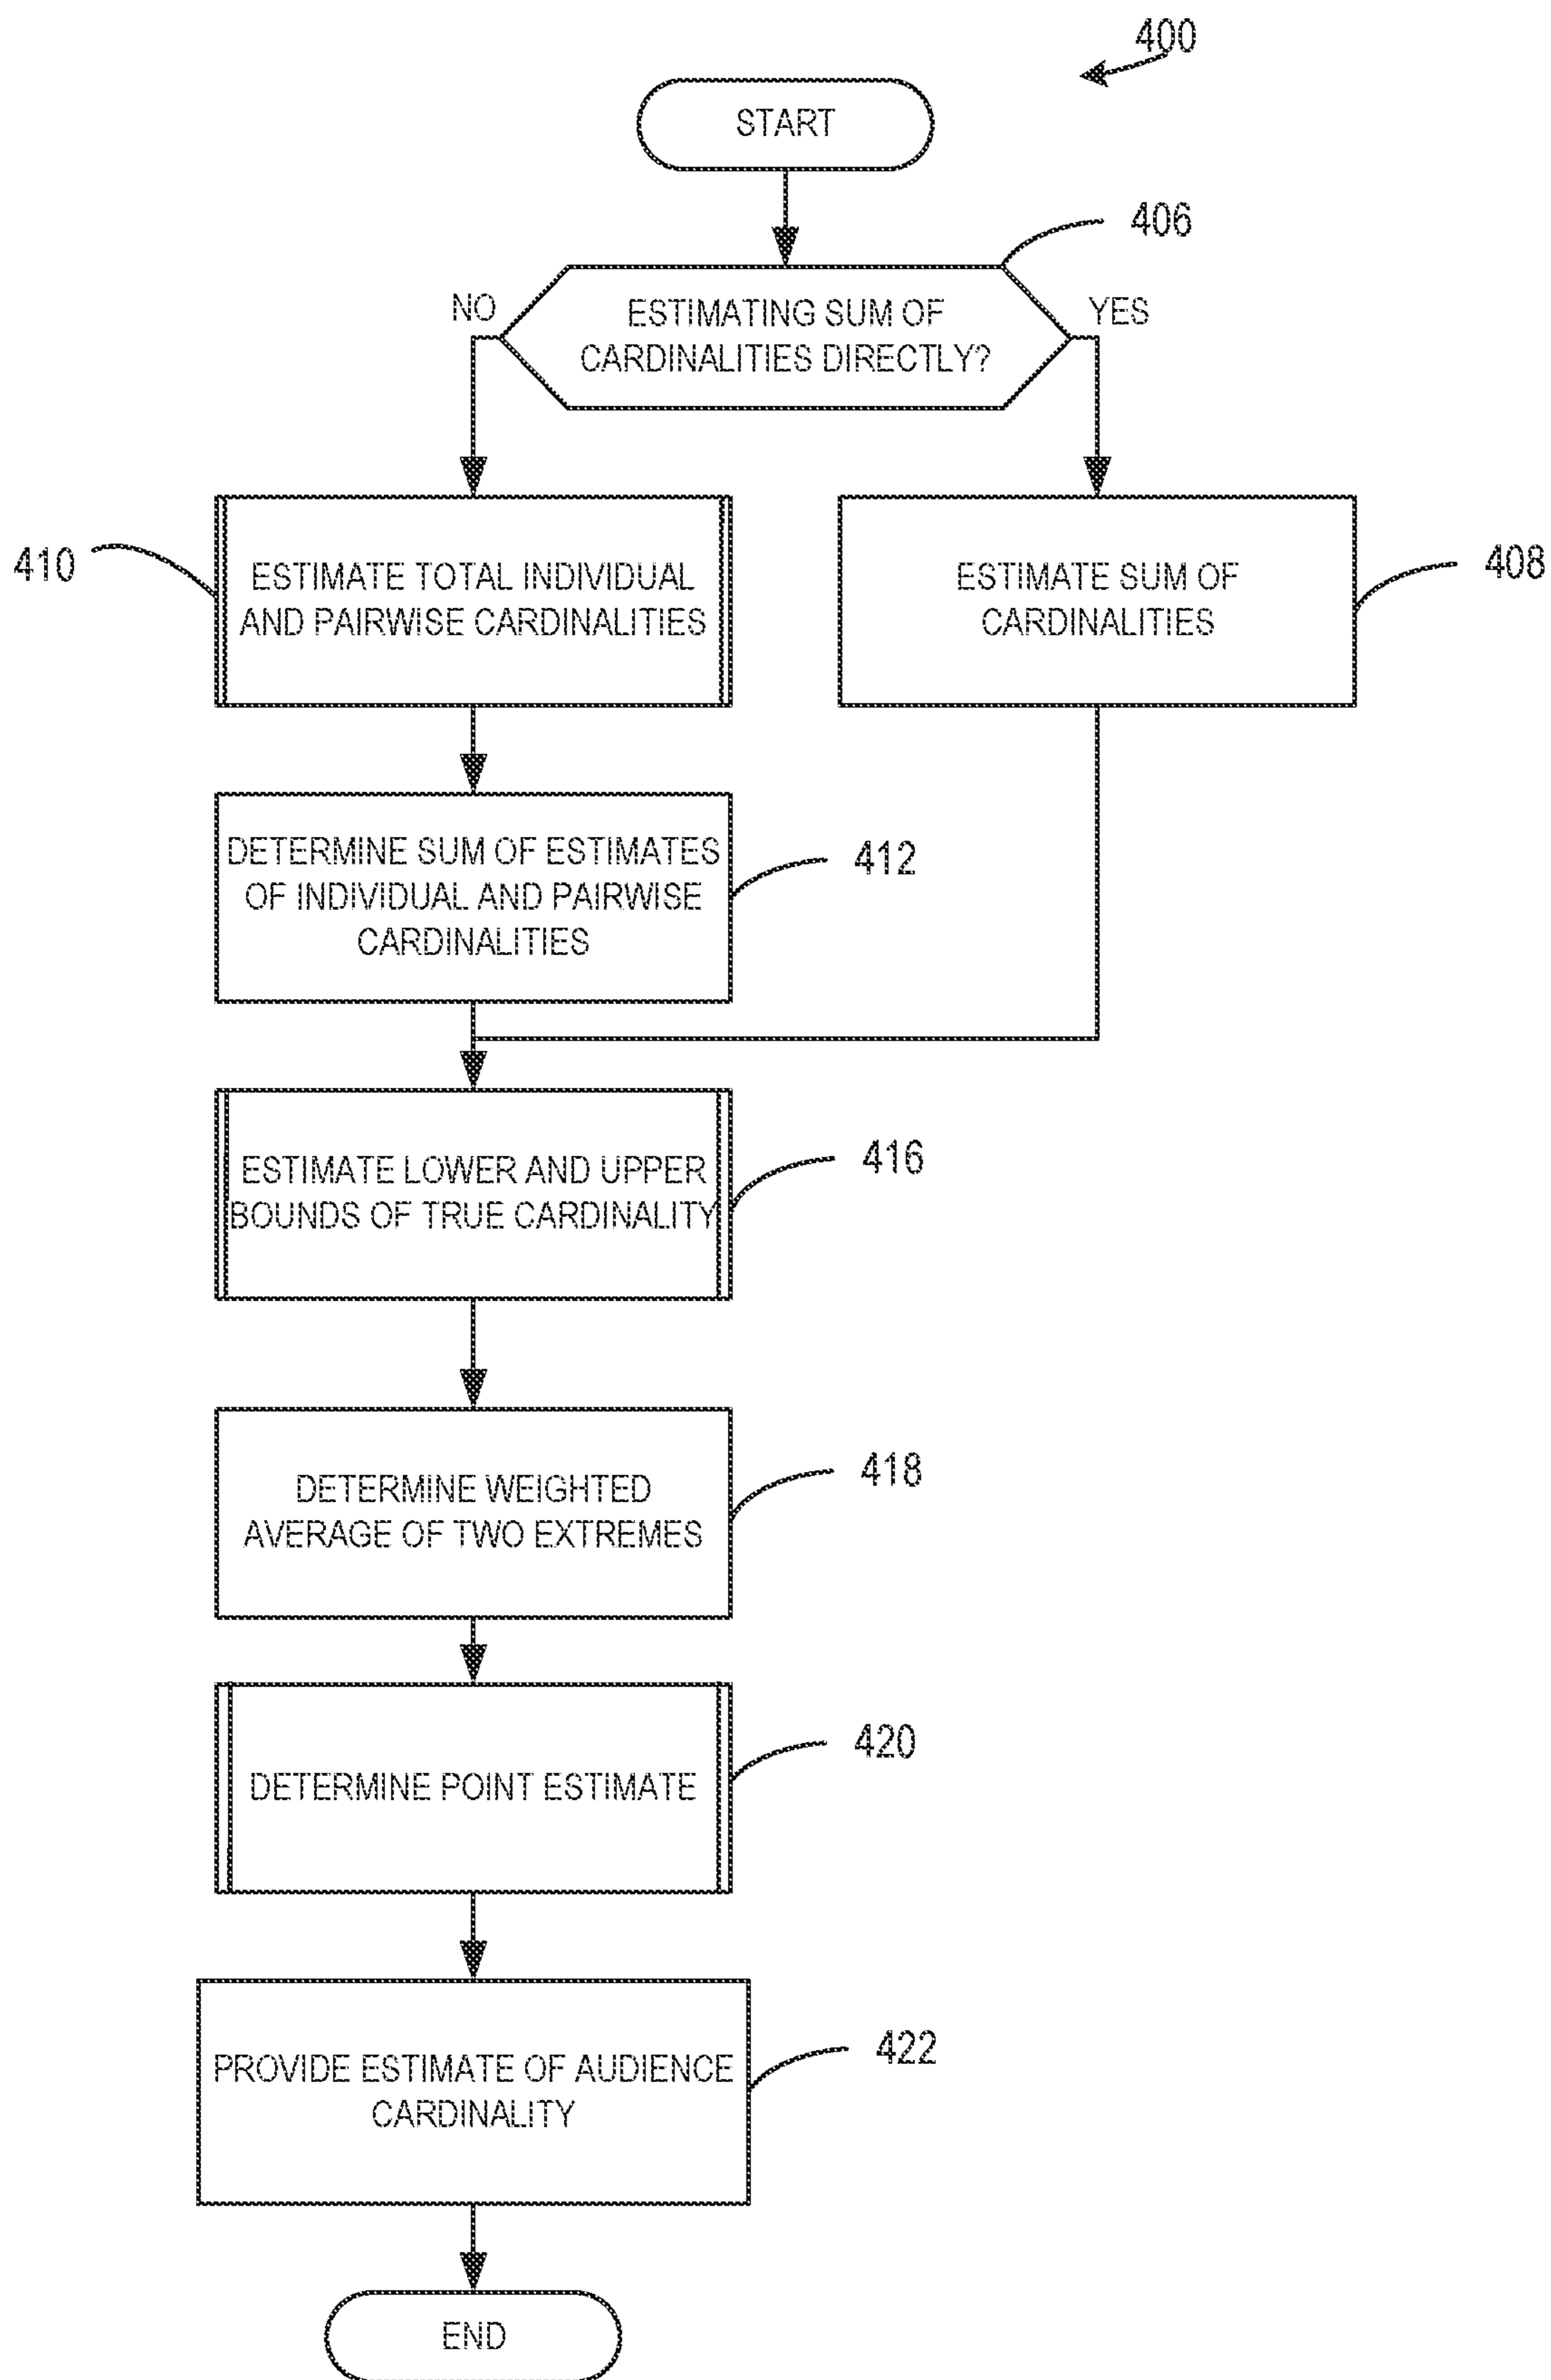 400
START
406
NO
ESTIMATING SUM OF
CARDINALITIES DIRECTLY?
YES
410
ESTIMATE TOTAL INDIVIDUAL
AND PAIRWISE CARDINALITIES
ESTIMATE SUM OF
CARDINALITIES
408
DETERMINE SUM OF ESTIMATES
OF INDIVIDUAL AND PAIRWISE
CARDINALITIES
412
ESTIMATE LOWER AND UPPER
BOUNDS OF TRUE CARDINALITY
416
DETERMINE WEIGHTED
AVERAGE OF TWO EXTREMES
418
DETERMINE POINT ESTIMATE
420
PROVIDE ESTIMATE OF AUDIENCE
CARDINALITY
422
END